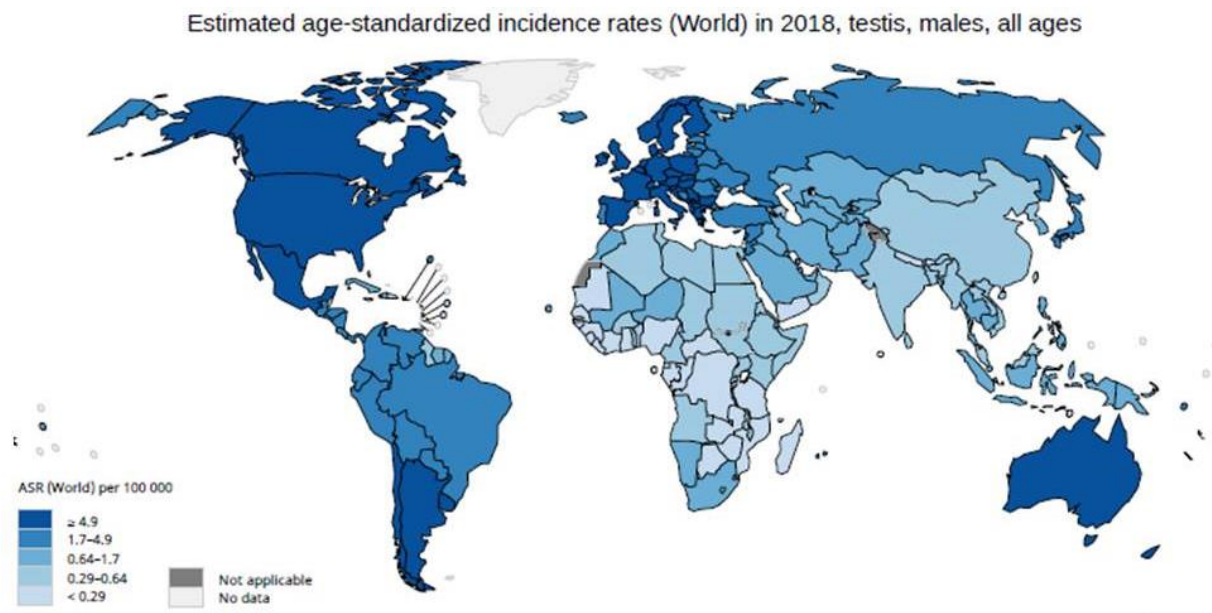 Estimated age-standardized incidence rates (World) in 2018, testis, males, all ages
ASR (World) per 100 000
≥ 4.9
1.7–4.9
0.64–1.7
0.29–0.64
< 0.29
Not applicable
No data